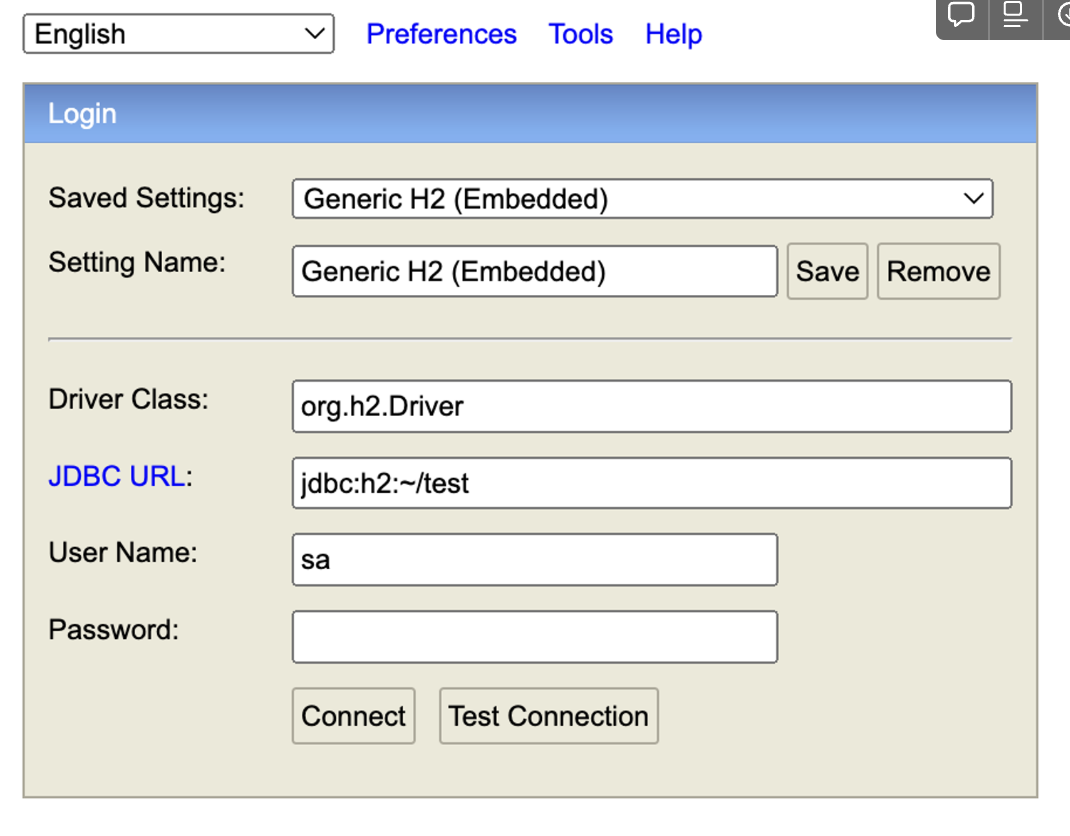 English Preferences Tools Help
Login
Saved Settings: Generic H2 (Embedded)
Setting Name: Generic H2 (Embedded) Save Remove
Driver Class: org.h2.Driver
JDBC URL: jdbc:h2:~/test
User Name: sa
Password:
Connect Test Connection